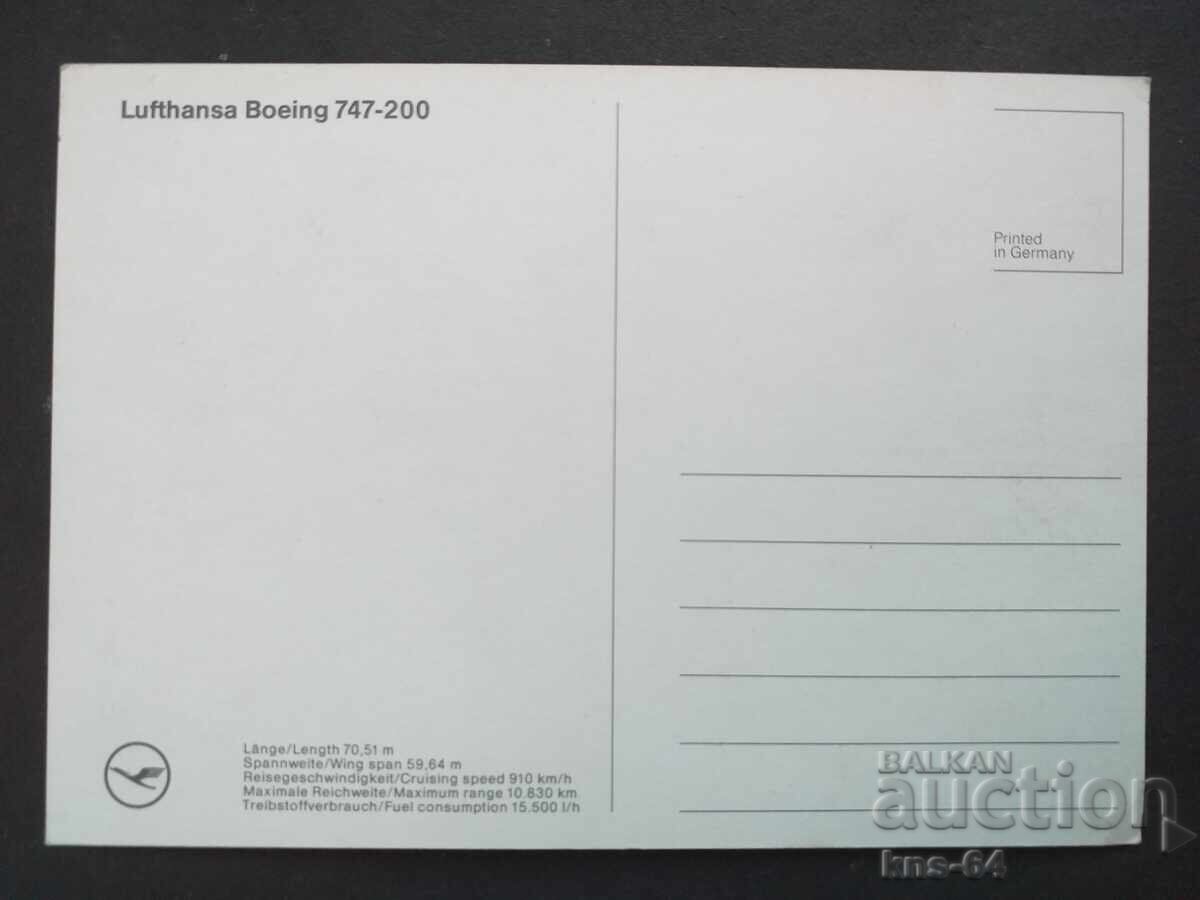 Lufthansa Boeing 747-200
Printed
in Germany
Länge/Length 70,51 m
Spannweite/Wing span 59,64 m
Reisegeschwindigkeit/Cruising speed 910 km/h
Maximale Reichweite/Maximum range 10.830 km
Treibstoffverbrauch/Fuel consumption 15.500 l/h
BALKAN
auction
kns-64